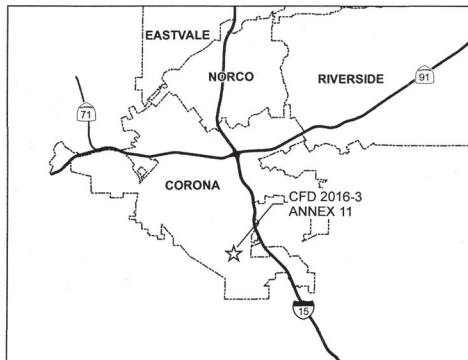 EASTVALE
NORCO
RIVERSIDE
91
71
CORONA
CFD 2016-3
ANNEX 11
15